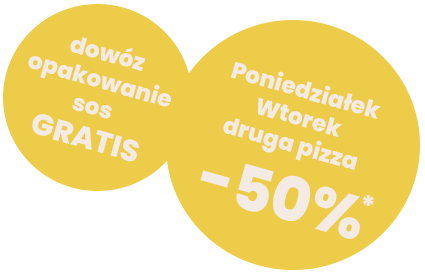 dowóz
opakowanie
sos
GRATIS
Poniedziałek
Wtorek
druga pizza
-50%*